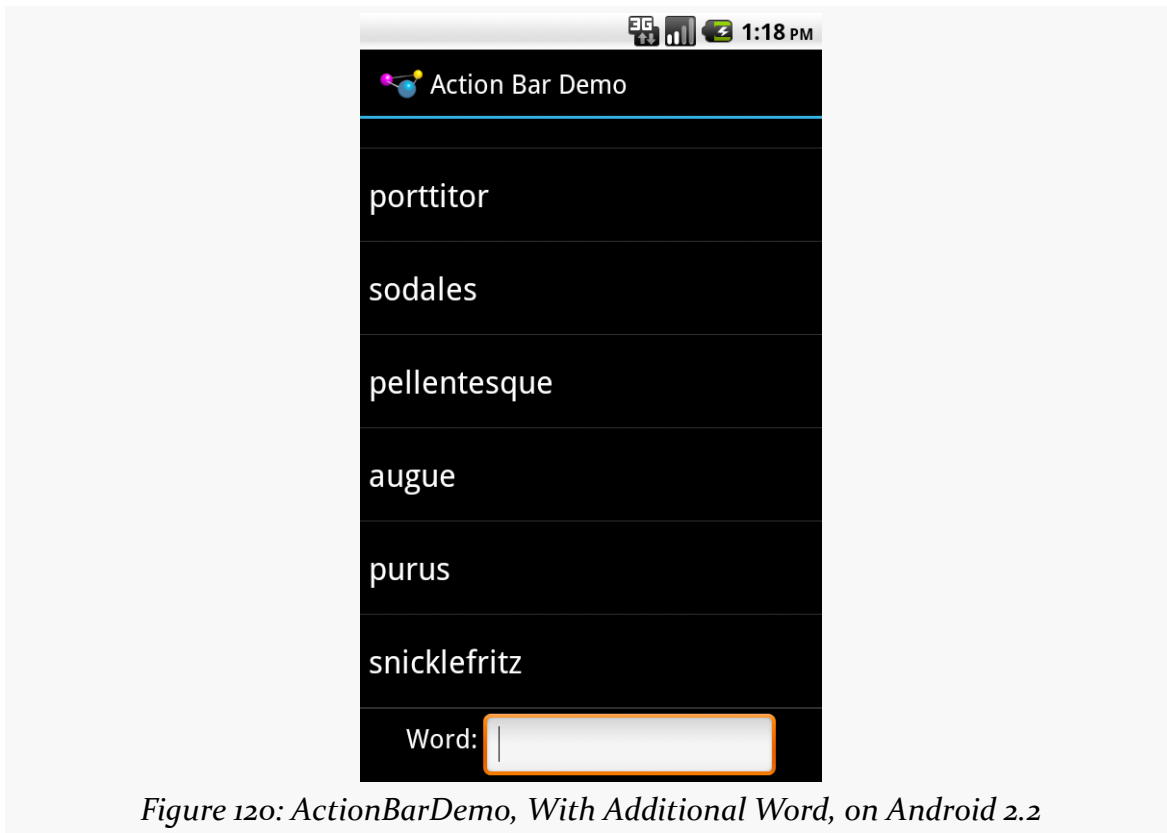 3G 1:18 PM
Action Bar Demo
porttitor
sodales
pellentesque
augue
purus
snicklefritz
Word:
Figure 120: ActionBarDemo, With Additional Word, on Android 2.2